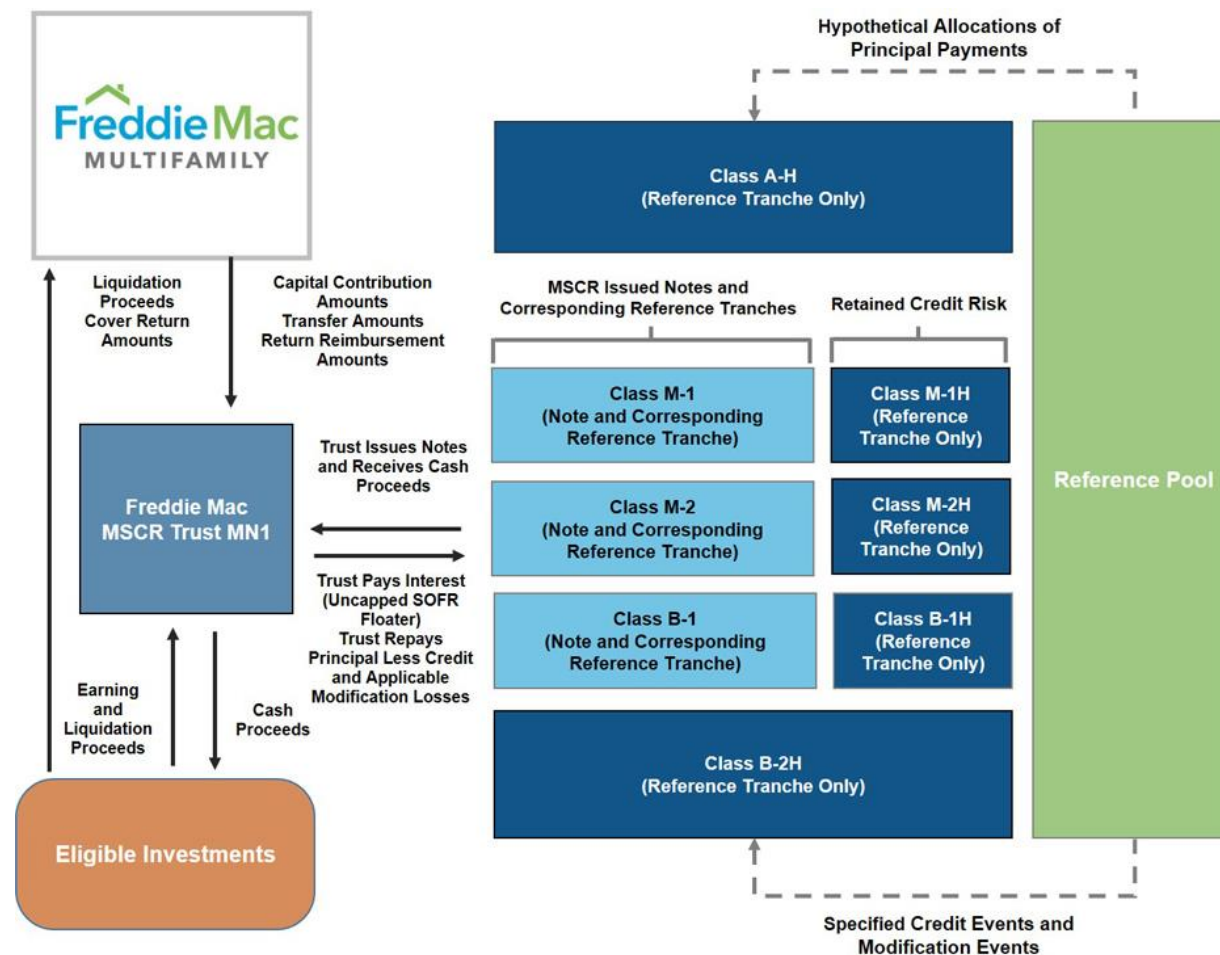 Freddie Mac
MULTIFAMILY
Hypothetical Allocations of
Principal Payments
Class A-H
(Reference Tranche Only)
Liquidation
Proceeds
Cover Return
Amounts
Capital Contribution
Amounts
Transfer Amounts
Return Reimbursement
Amounts
MSCR Issued Notes and
Corresponding Reference Tranches
Retained Credit Risk
Class M-1
(Note and Corresponding
Reference Tranche)
Class M-1H
(Reference
Tranche Only)
Reference Pool
Freddie Mac
MSCR Trust MN1
Trust Issues Notes
and Receives Cash
Proceeds
Class M-2
(Note and Corresponding
Reference Tranche)
Class M-2H
(Reference
Tranche Only)
Trust Pays Interest
(Uncapped SOFR
Floater)
Trust Repays
Principal Less Credit
and Applicable
Modification Losses
Class B-1
(Note and Corresponding
Reference Tranche)
Class B-1H
(Reference
Tranche Only)
Earning
and
Liquidation
Proceeds
Cash
Proceeds
Class B-2H
(Reference Tranche Only)
Eligible Investments
Specified Credit Events and
Modification Events